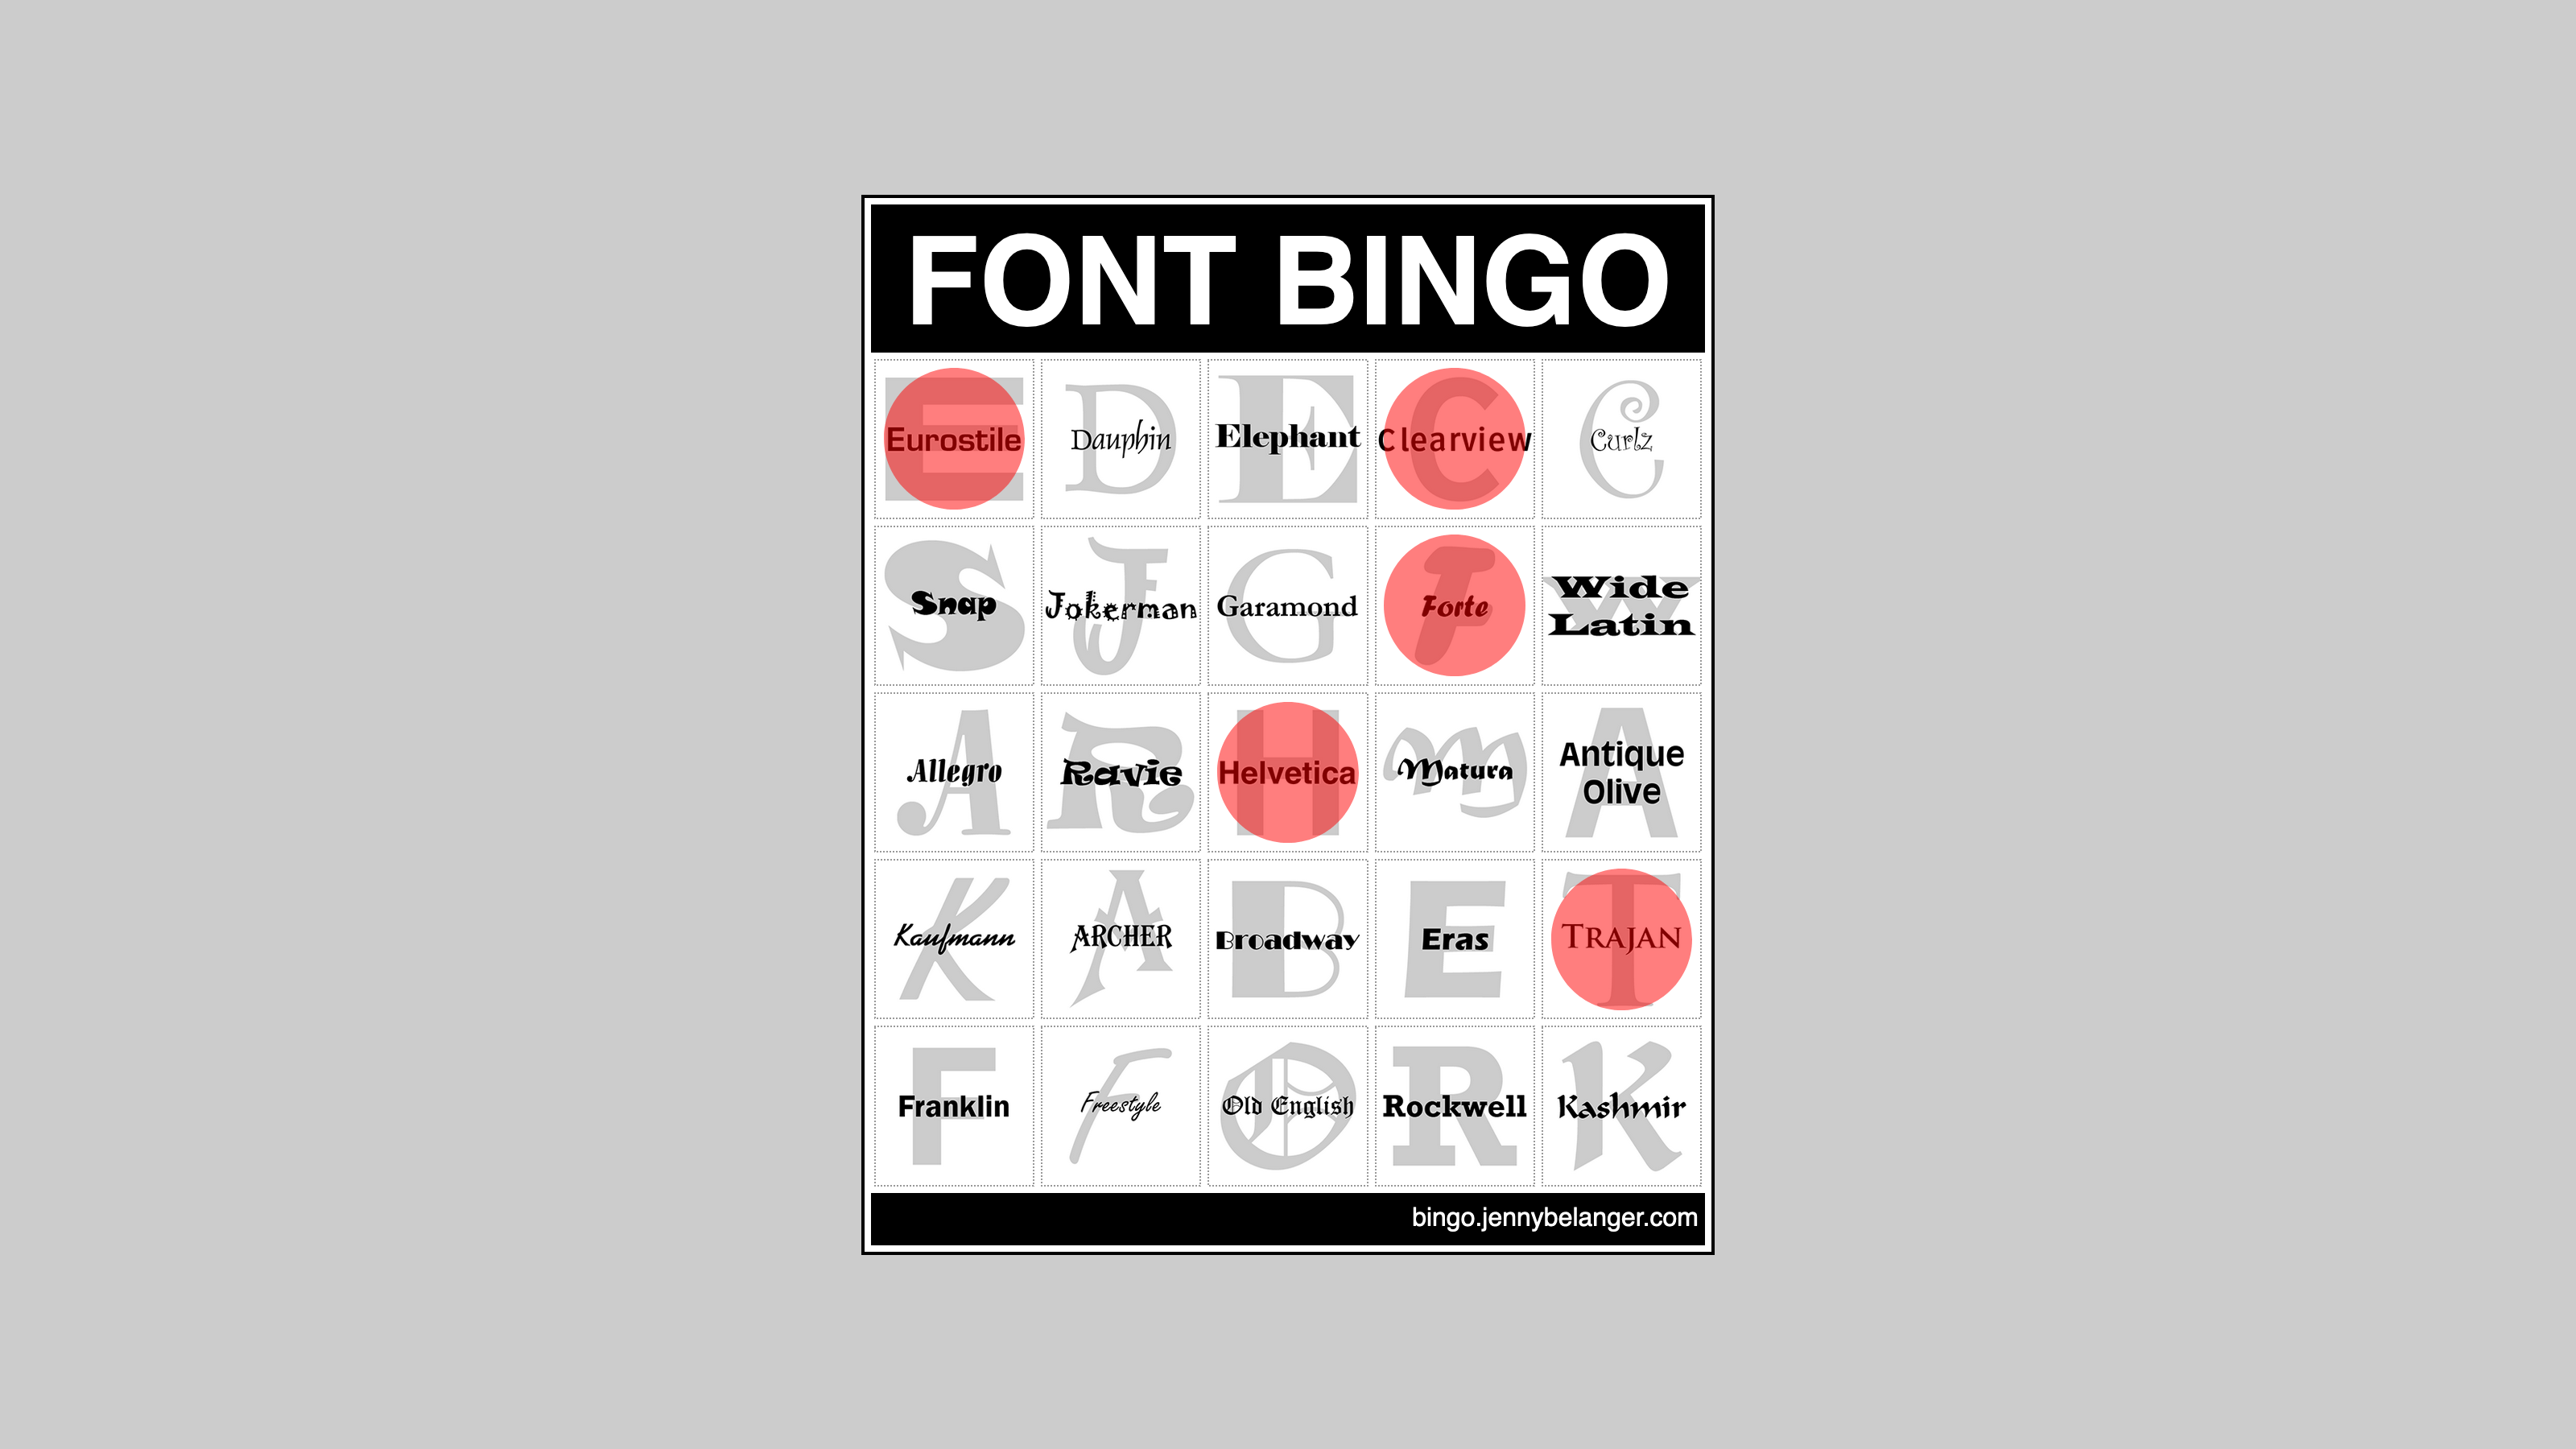 FONT BINGO
E Eurostile
D Dauphin
E Elephant
C Clearview
C Curlz
S Snap
J Jokerman
G Garamond
F Forte
W Wide
Latin
A Allegro
R Ravie
H Helvetica
M Matura
A Antique
Olive
K Kaufmann
A ARCHER
B Broadway
E Eras
T TRAJAN
F Franklin
F Freestyle
O Old English
R Rockwell
K Kashmir
bingo.jennybelanger.com